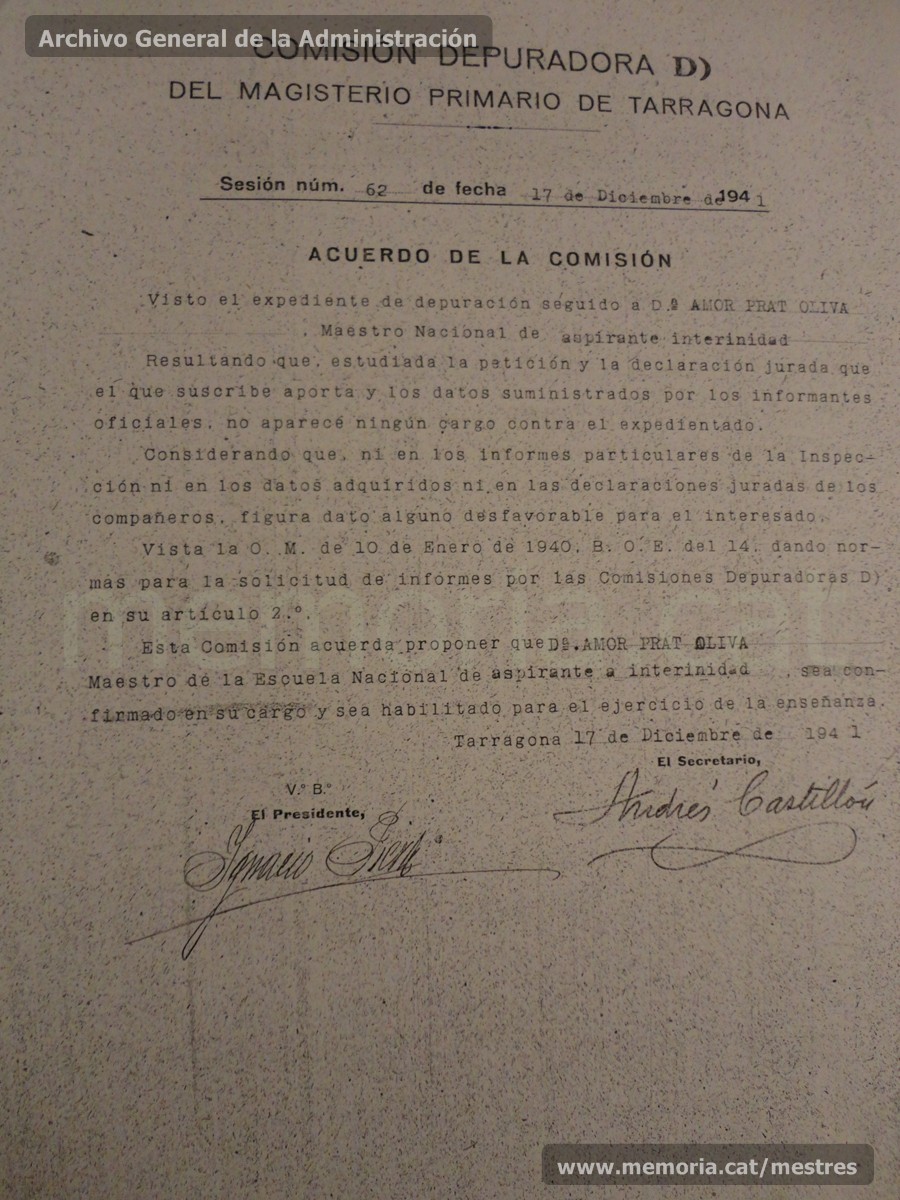 Archivo General de la Administración
COMISIÓN DEPURADORA D)
DEL MAGISTERIO PRIMARIO DE TARRAGONA
Sesión núm. 62 de fecha 17 de Diciembre de 1941
ACUERDO DE LA COMISIÓN
Visto el expediente de depuración seguido a D.ª AMOR PRAT OLIVA
, Maestro Nacional de aspirante interinidad
Resultando que, estudiada la petición y la declaración jurada que
el que suscribe aporta y los datos suministrados por los informantes
oficiales, no aparece ningún cargo contra el expedientado.
Considerando que, ni en los informes particulares de la Inspec-
ción ni en los datos adquiridos ni en las declaraciones juradas de los
compañeros, figura dato alguno desfavorable para el interesado.
Vista la O. M. de 10 de Enero de 1940, B. O. E. del 14, dando nor-
mas para la solicitud de informes por las Comisiones Depuradoras D)
en su artículo 2.º.
Esta Comisión acuerda proponer que Dª. AMOR PRAT OLIVA
Maestro de la Escuela Nacional de aspirante a interinidad , sea con-
firmado en su cargo y sea habilitado para el ejercicio de la enseñanza.
Tarragona 17 de Diciembre de 1941
El Secretario,
V.º B.º
El Presidente,
Andrés Castillón
Ignacio
www.memoria.cat/mestres